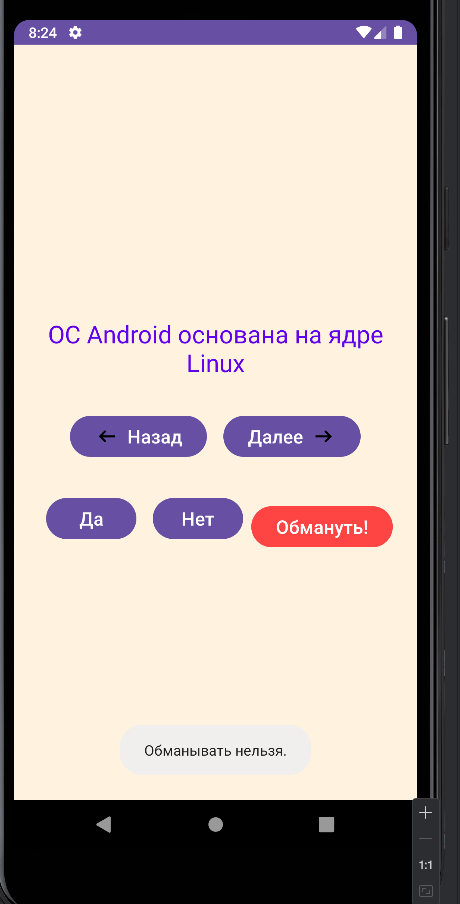 8:24
ОС Android основана на ядре
Linux
Назад
Далее
Да
Нет
Обмануть!
Обманывать нельзя.
1:1